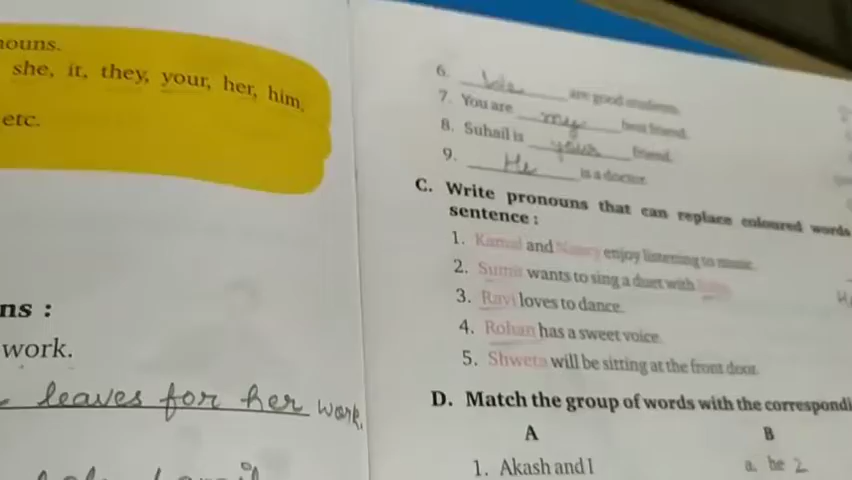 nouns.
she, it, they, your, her, him,
etc.
ns :
work.
leaves for her work.
6. We are good students.
7. You are my best friend.
8. Suhail is your friend.
9. He is a doctor.
C. Write pronouns that can replace coloured words
sentence :
1. Kamal and Nancy enjoy listening to music.
2. Sumit wants to sing a duet with
3. Ravi loves to dance.
4. Rohan has a sweet voice.
5. Shweta will be sitting at the front door.
D. Match the group of words with the correspondi
A B
1. Akash and I a. he 2